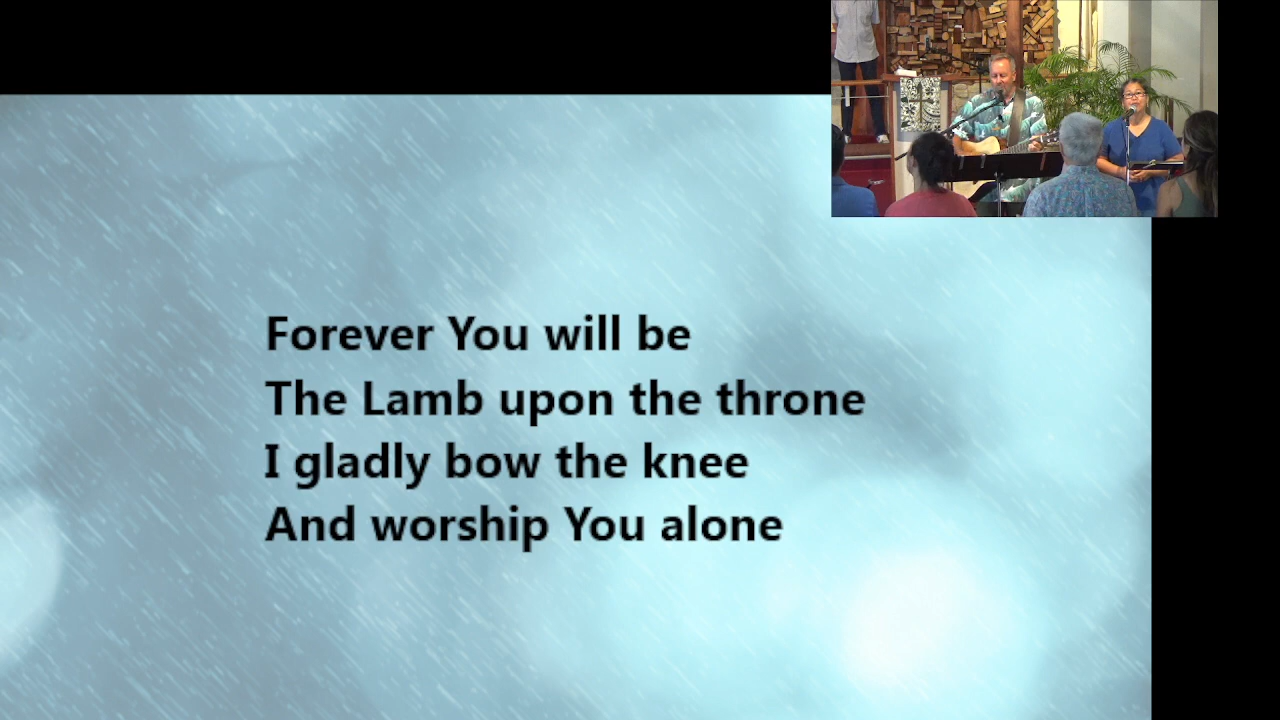 Forever You will be
The Lamb upon the throne
I gladly bow the knee
And worship You alone